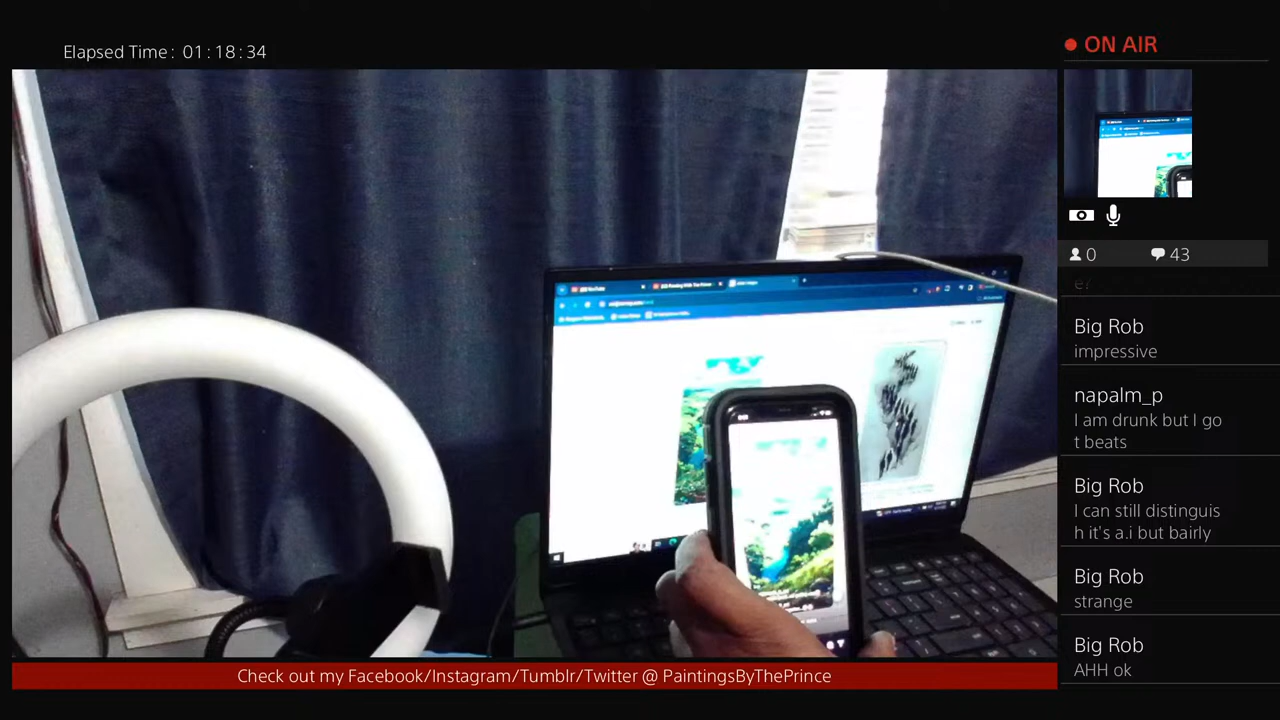 Elapsed Time: 01:18:34
ON AIR
0
43
e?
Big Rob
impressive
napalm_p
I am drunk but I go
t beats
Big Rob
I can still distinguis
h it's a.i but bairly
Big Rob
strange
Big Rob
AHH ok
YouTube
Check out my Facebook/Instagram/Tumblr/Twitter @ PaintingsByThePrince